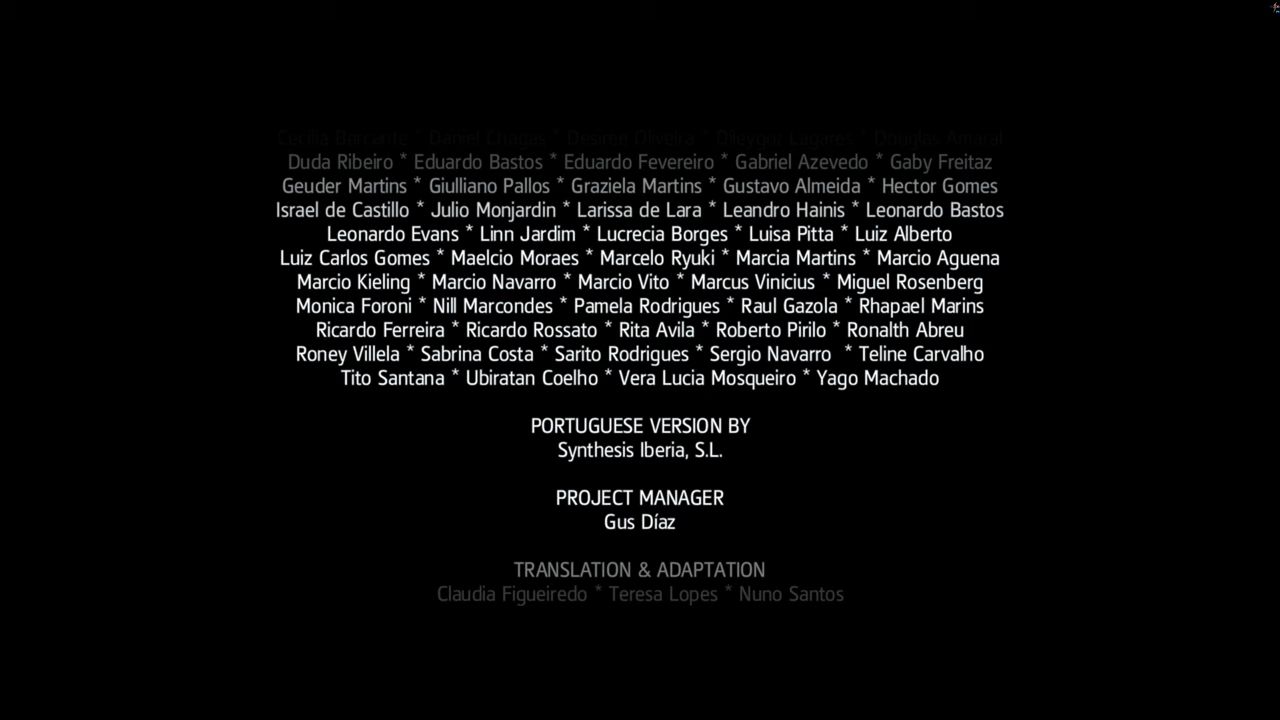 Daniel Chagas * Desiree Oliveira * * Douglas Amaral
Duda Ribeiro * Eduardo Bastos * Eduardo Fevereiro * Gabriel Azevedo * Gaby Freitaz
Geuder Martins * Giulliano Pallos * Graziela Martins * Gustavo Almeida * Hector Gomes
Israel de Castillo * Julio Monjardin * Larissa de Lara * Leandro Hainis * Leonardo Bastos
Leonardo Evans * Linn Jardim * Lucrecia Borges * Luisa Pitta * Luiz Alberto
Luiz Carlos Gomes * Maelcio Moraes * Marcelo Ryuki * Marcia Martins * Marcio Aguena
Marcio Kieling * Marcio Navarro * Marcio Vito * Marcus Vinicius * Miguel Rosenberg
Monica Foroni * Nill Marcondes * Pamela Rodrigues * Raul Gazola * Rhapael Marins
Ricardo Ferreira * Ricardo Rossato * Rita Avila * Roberto Pirilo * Ronalth Abreu
Roney Villela * Sabrina Costa * Sarito Rodrigues * Sergio Navarro * Teline Carvalho
Tito Santana * Ubiratan Coelho * Vera Lucia Mosqueiro * Yago Machado
PORTUGUESE VERSION BY
Synthesis Iberia, S.L.
PROJECT MANAGER
Gus Díaz
TRANSLATION & ADAPTATION
Claudia Figueiredo * Teresa Lopes * Nuno Santos